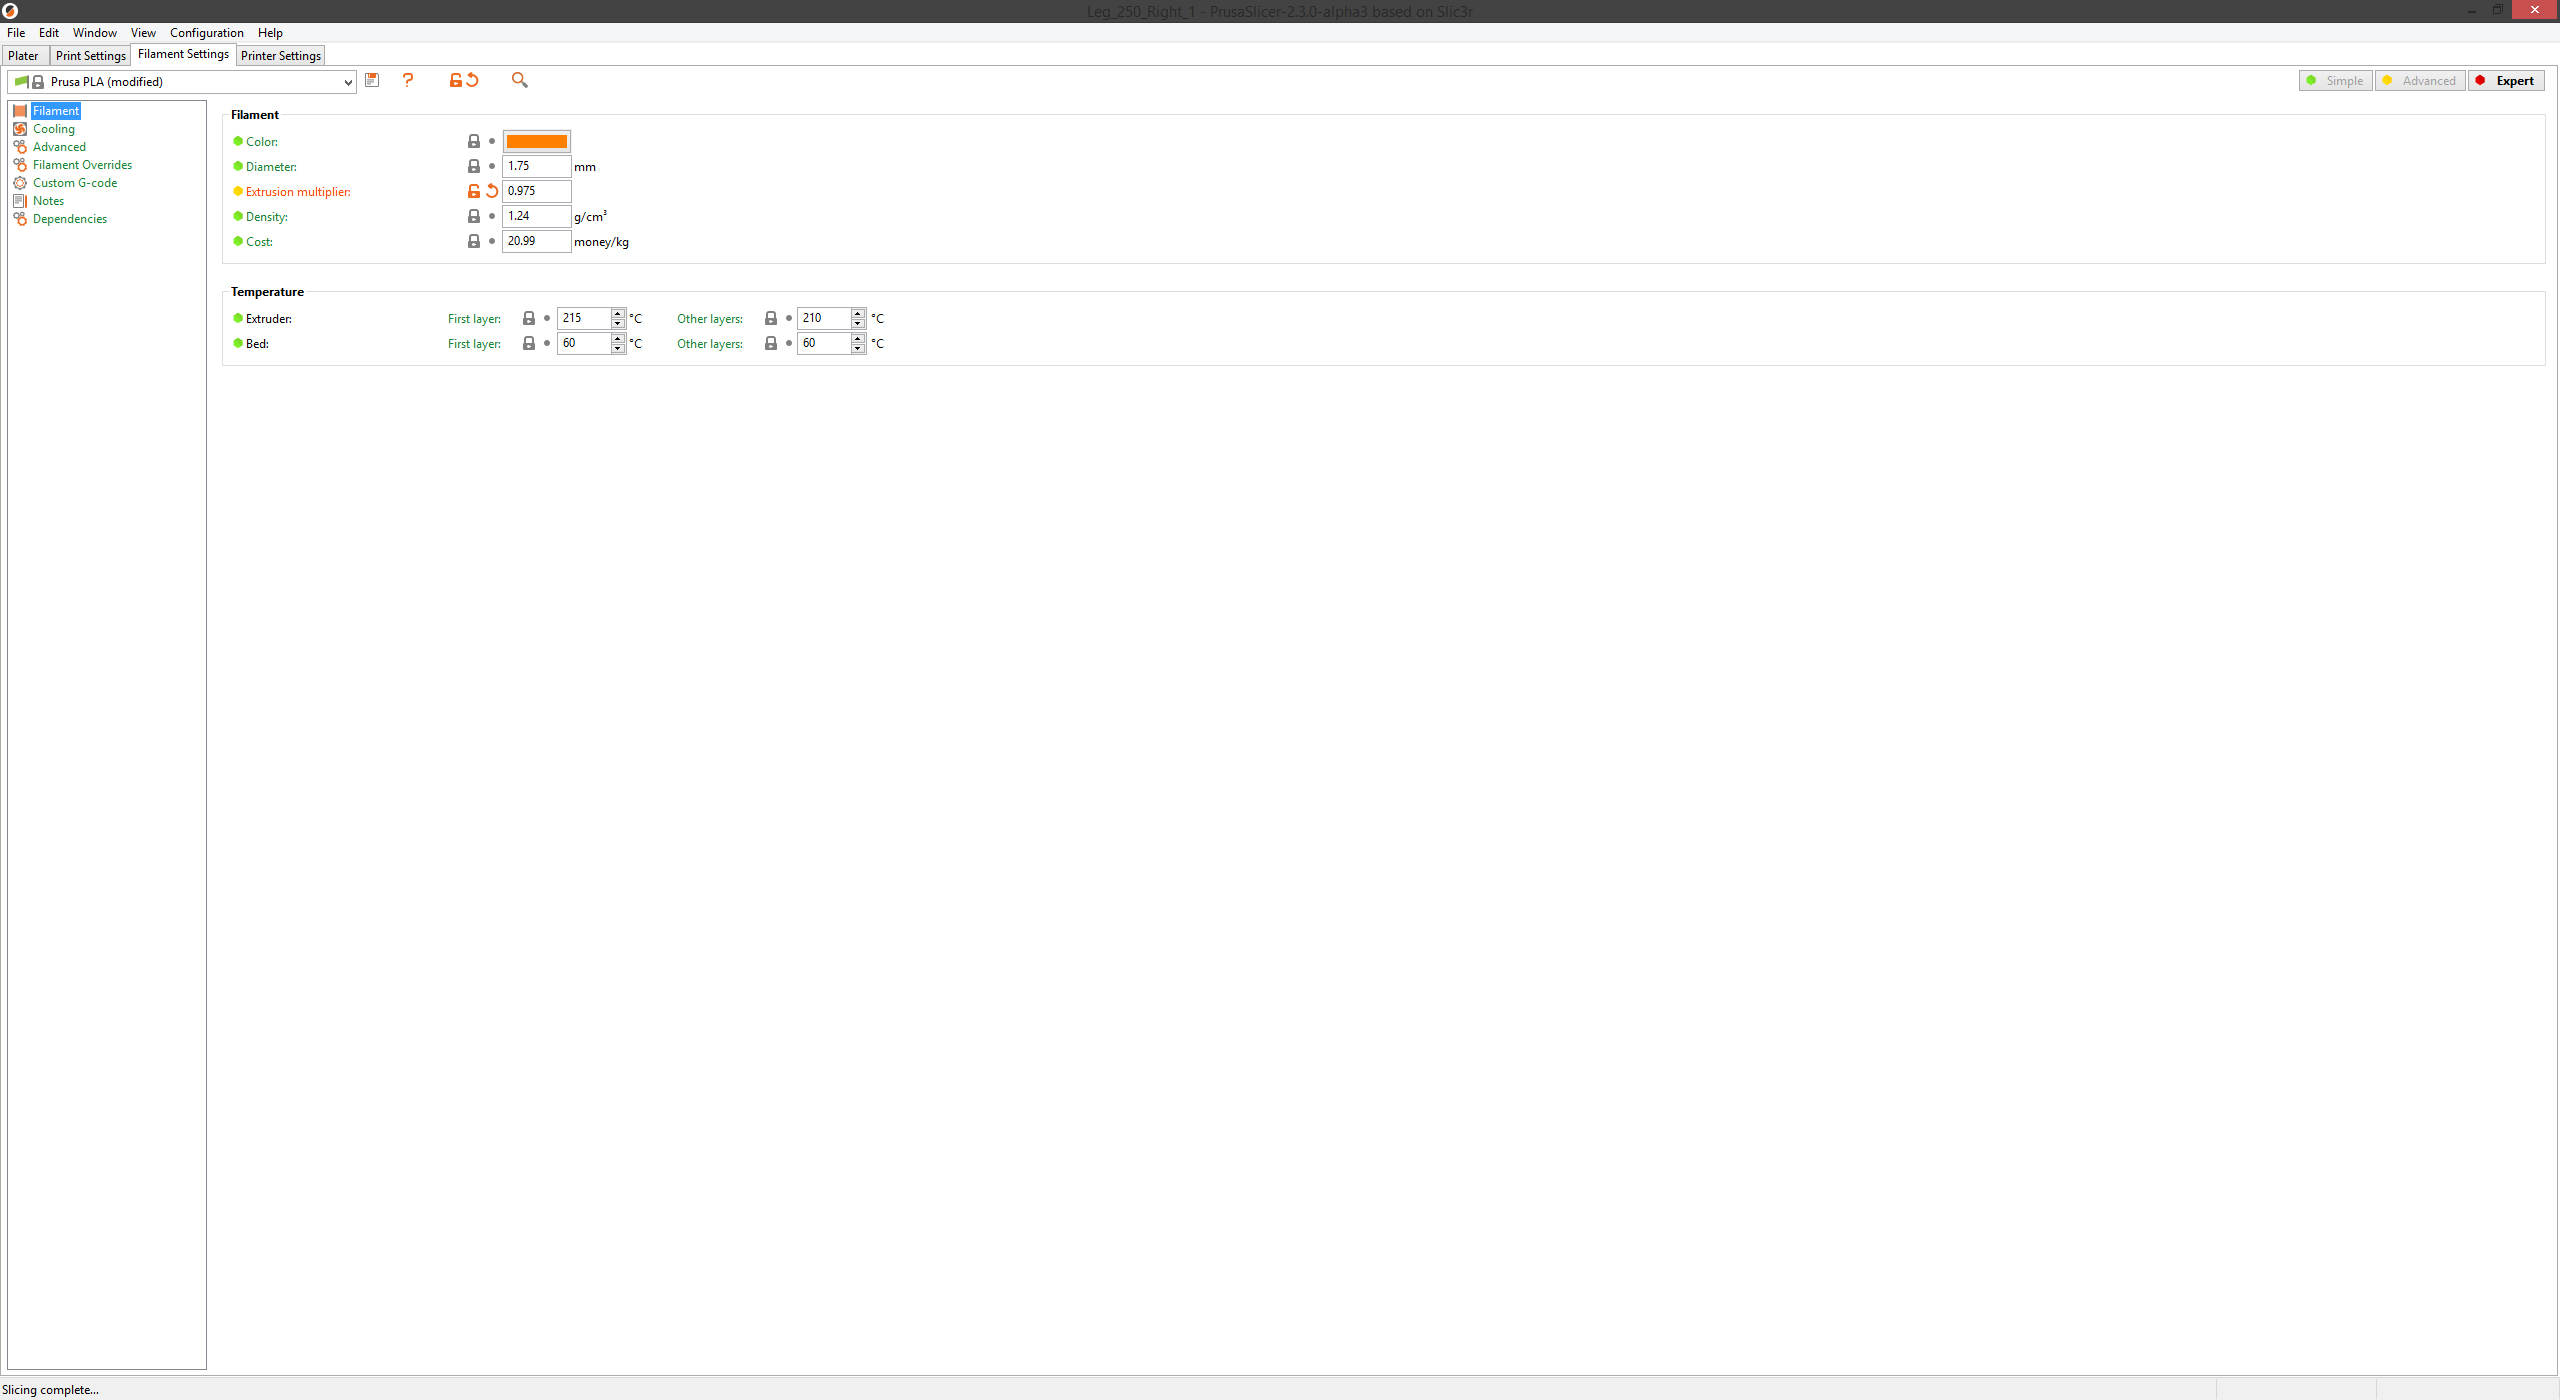 Leg_250_Right_1 - PrusaSlicer-2.3.0-alpha3 based on Slic3r
File Edit Window View Configuration Help
Plater Print Settings Filament Settings Printer Settings
Prusa PLA (modified) ? Simple Advanced Expert
Filament
Cooling
Advanced
Filament Overrides
Custom G-code
Notes
Dependencies
Filament
Color:
Diameter: 1.75 mm
Extrusion multiplier: 0.975
Density: 1.24 g/cm³
Cost: 20.99 money/kg
Temperature
Extruder: First layer: 215 °C Other layers: 210 °C
Bed: First layer: 60 °C Other layers: 60 °C
Slicing complete...